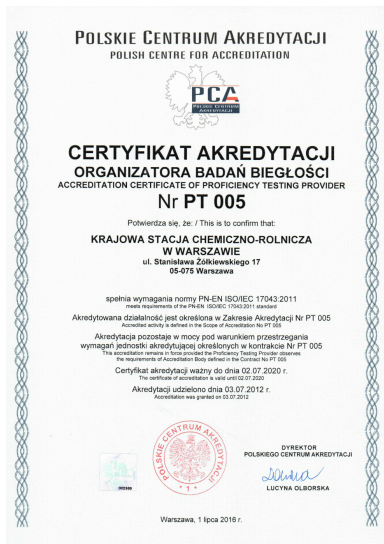 POLSKIE CENTRUM AKREDYTACJI
POLISH CENTRE FOR ACCREDITATION
PCA
POLSKIE CENTRUM
AKREDYTACJI
CERTYFIKAT AKREDYTACJI
ORGANIZATORA BADAŃ BIEGŁOŚCI
ACCREDITATION CERTIFICATE OF PROFICIENCY TESTING PROVIDER
Nr PT 005
Potwierdza się, że: / This is to confirm that:
KRAJOWA STACJA CHEMICZNO-ROLNICZA
W WARSZAWIE
ul. Stanisława Żółkiewskiego 17
05-075 Warszawa
spełnia wymagania normy PN-EN ISO/IEC 17043:2011
meets requirements of the PN-EN ISO/IEC 17043:2011 standard
Akredytowana działalność jest określona w Zakresie Akredytacji Nr PT 005
Accredited activity is defined in the Scope of Accreditation No PT 005
Akredytacja pozostaje w mocy pod warunkiem przestrzegania
wymagań jednostki akredytującej określonych w kontrakcie Nr PT 005
This accreditation remains in force provided the Proficiency Testing Provider observes
the requirements of Accreditation Body defined in the Contract No PT 005
Certyfikat akredytacji ważny do dnia 02.07.2020 r.
The certificate of accreditation is valid until 02.07.2020
Akredytacji udzielono dnia 03.07.2012 r.
Accreditation was granted on 03.07.2012
POLSKIE CENTRUM AKREDYTACJI
* 1 *
DYREKTOR
POLSKIEGO CENTRUM AKREDYTACJI
LUCYNA OLBORSKA
Warszawa, 1 lipca 2016 r.